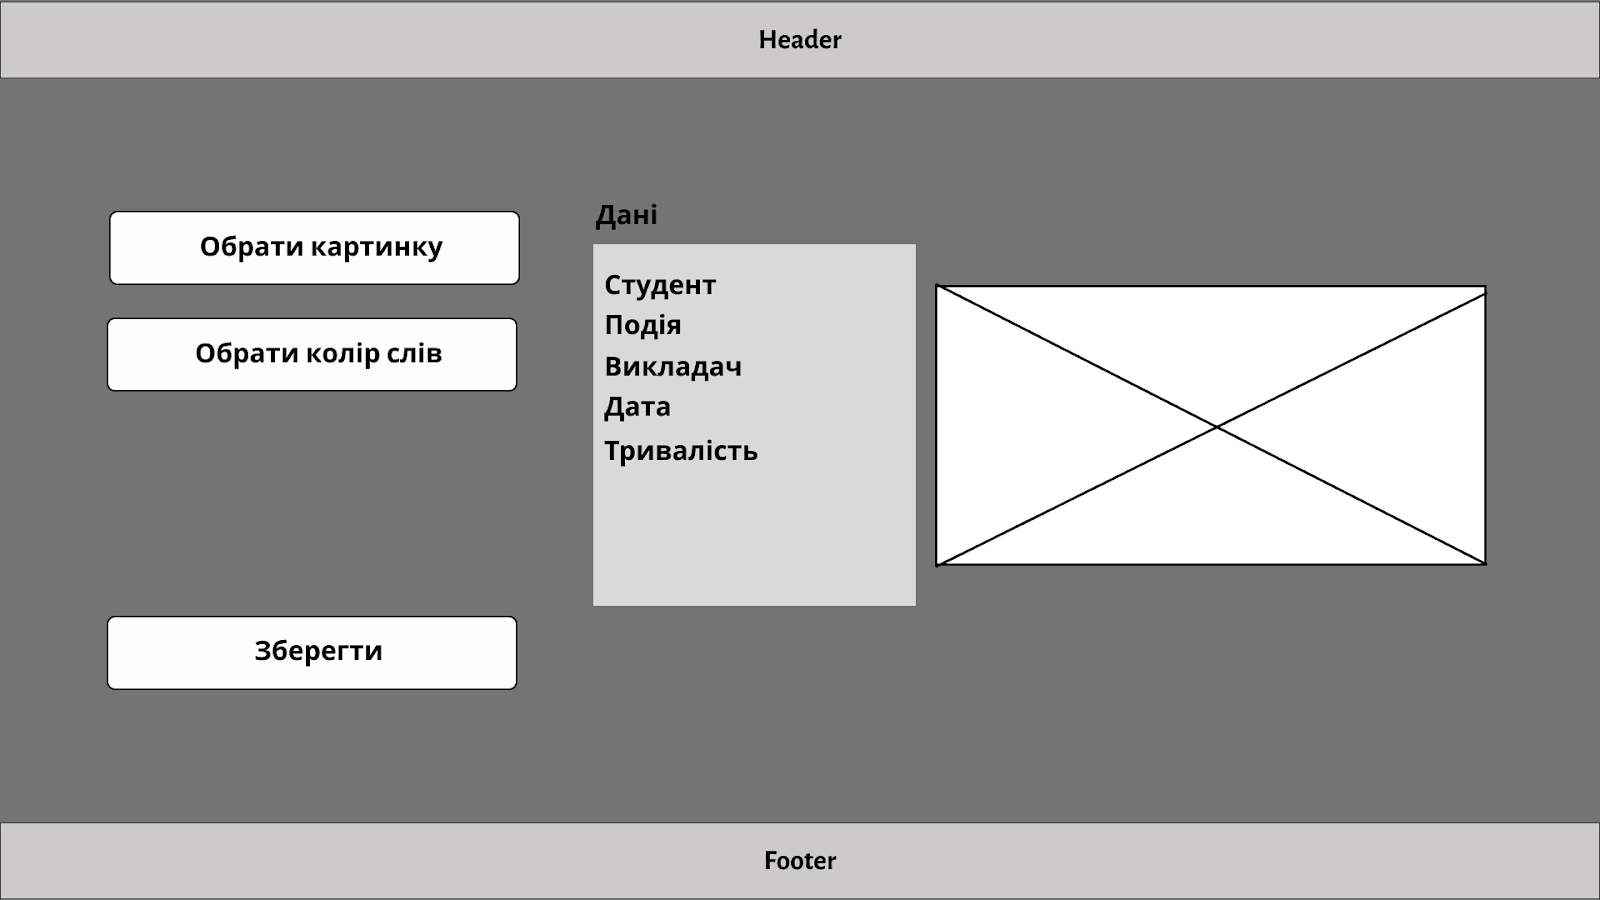 Header
Обрати картинку
Обрати колір слів
Зберегти
Дані
Студент
Подія
Викладач
Дата
Тривалість
Footer